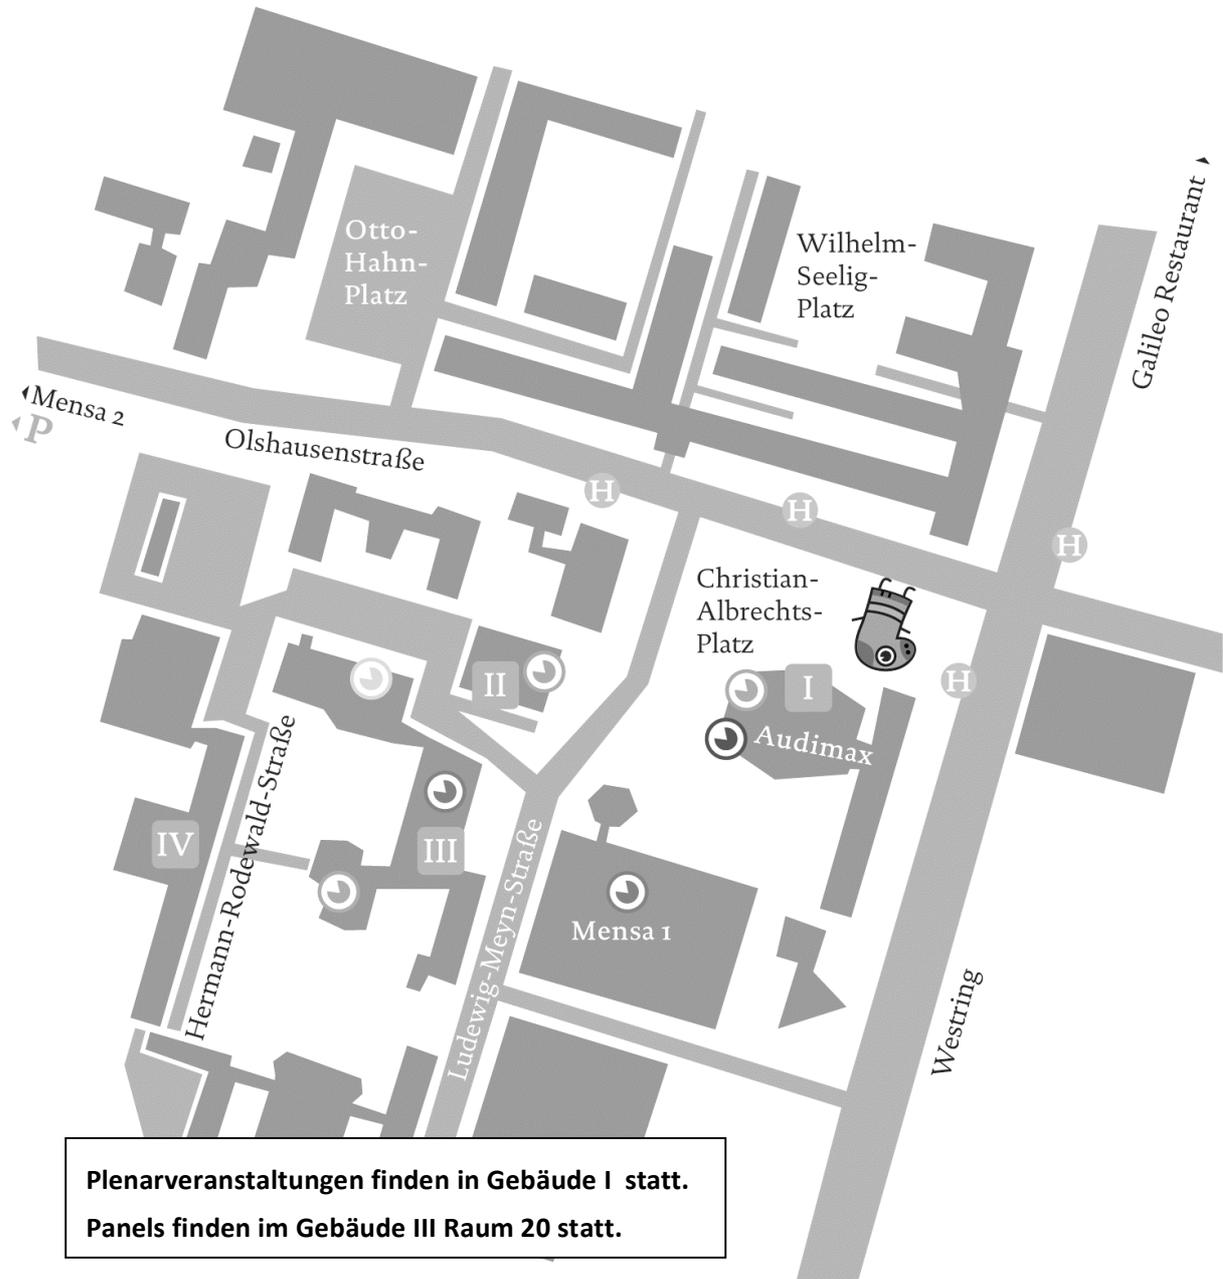 Otto-
Hahn-
Platz
Wilhelm-
Seelig-
Platz
Galileo Restaurant
Mensa 2
P
Olshausenstraße
H
H
H
Christian-
Albrechts-
Platz
II
I
H
Audimax
Hermann-Rodewald-Straße
IV
III
Ludewig-Meyn-Straße
Mensa 1
Westring
Plenarveranstaltungen finden in Gebäude I statt.
Panels finden im Gebäude III Raum 20 statt.